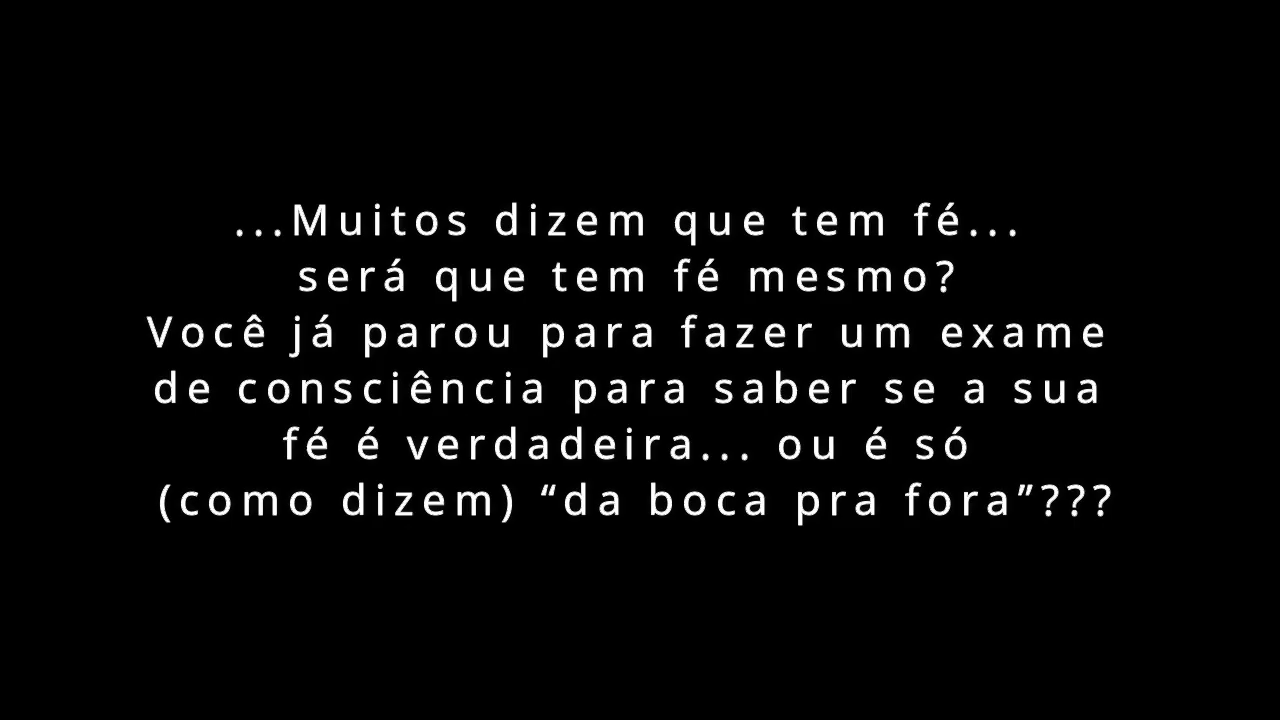 ...Muitos dizem que tem fé...
será que tem fé mesmo?
Você já parou para fazer um exame
de consciência para saber se a sua
fé é verdadeira... ou é só
(como dizem) “da boca pra fora”???